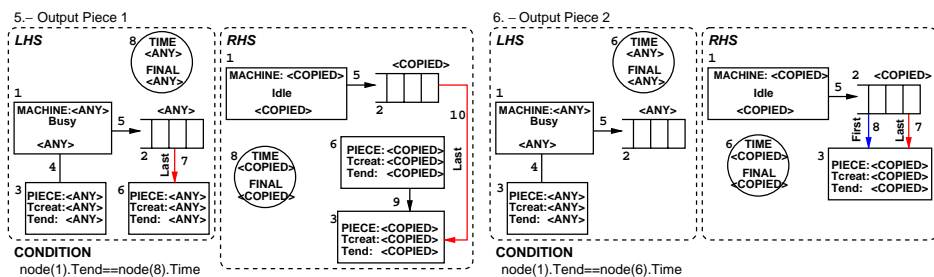 5.– Output Piece 1
LHS
8
TIME
<ANY>
FINAL
<ANY>
1
MACHINE:<ANY>
Busy
<ANY>
5
<ANY>
2
4
Last
7
3
PIECE:<ANY>
Tcreat:<ANY>
Tend: <ANY>
6
PIECE:<ANY>
Tcreat:<ANY>
Tend: <ANY>
CONDITION
node(1).Tend==node(8).Time
RHS
1
MACHINE: <COPIED>
Idle
<COPIED>
5
<COPIED>
2
10
Last
8
TIME
<COPIED>
FINAL
<COPIED>
6
PIECE: <COPIED>
Tcreat: <COPIED>
Tend: <COPIED>
9
3
PIECE: <COPIED>
Tcreat: <COPIED>
Tend: <COPIED>
6. – Output Piece 2
LHS
6
TIME
<ANY>
FINAL
<ANY>
1
MACHINE:<ANY>
Busy
<ANY>
5
<ANY>
2
4
3
PIECE:<ANY>
Tcreat:<ANY>
Tend: <ANY>
CONDITION
node(1).Tend==node(6).Time
RHS
1
MACHINE: <COPIED>
Idle
<COPIED>
5
2
<COPIED>
First
8
Last
7
6
TIME
<COPIED>
FINAL
<COPIED>
3
PIECE: <COPIED>
Tcreat: <COPIED>
Tend: <COPIED>